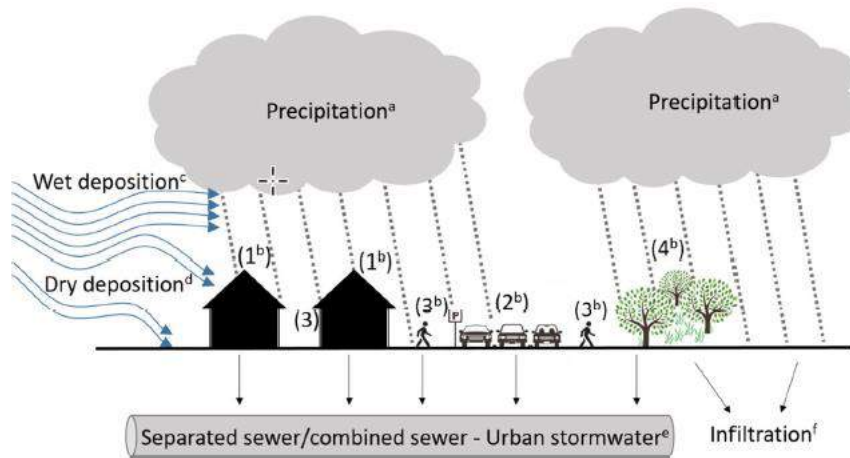 Precipitationᵃ
Precipitationᵃ
Wet depositionᶜ
Dry depositionᵈ
(1ᵇ)
(3)
(1ᵇ)
(3ᵇ)
P
(2ᵇ)
(3ᵇ)
(4ᵇ)
Separated sewer/combined sewer - Urban stormwaterᵉ
Infiltrationᶠ